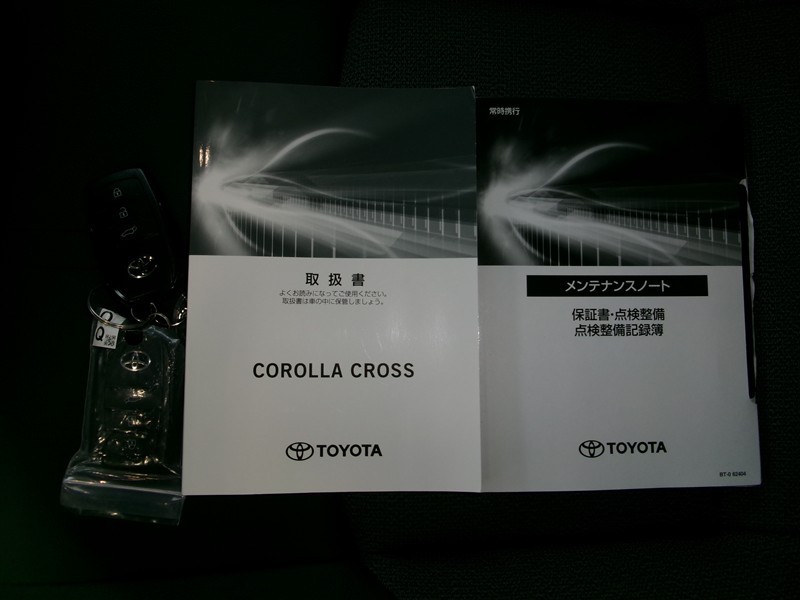 取扱書
よくお読みになってご使用ください。
取扱書は車の中に保管しましょう。
COROLLA CROSS
TOYOTA
常時携行
メンテナンスノート
保証書・点検整備
点検整備記録簿
TOYOTA
Q
Q